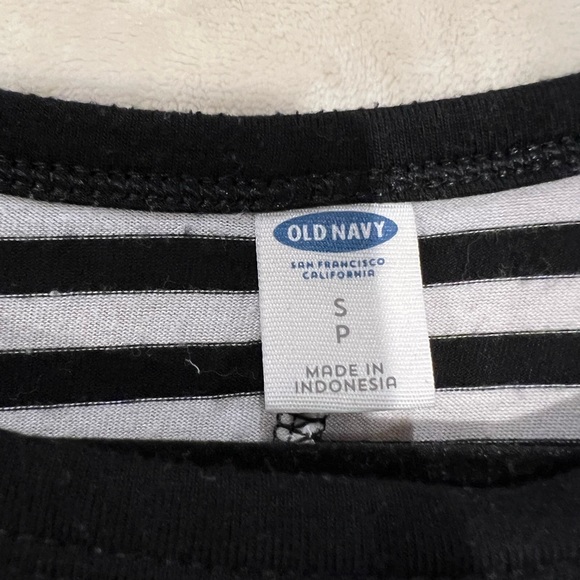 OLD NAVY
SAN FRANCISCO
CALIFORNIA
S
P
MADE IN
INDONESIA